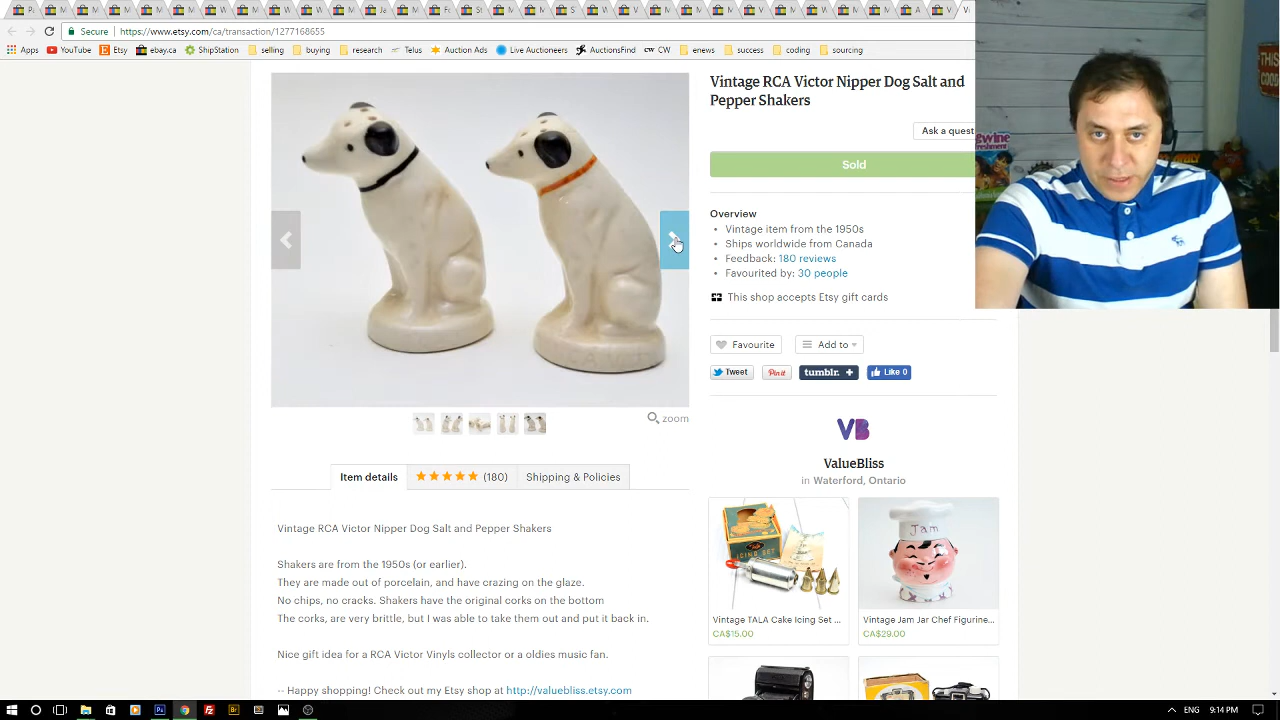 Secure https://www.etsy.com/ca/transaction/1277168655
Apps YouTube Etsy ebay.ca ShipStation selling buying research Telus Auction Ads Live Auctioneers AuctionsFind CW enews success coding sourcing
Vintage RCA Victor Nipper Dog Salt and
Pepper Shakers
Ask a quest
Sold
Overview
Vintage item from the 1950s
Ships worldwide from Canada
Feedback: 180 reviews
Favourited by: 30 people
This shop accepts Etsy gift cards
Favourite Add to
Tweet Pin it tumblr. + Like 0
zoom
VB
ValueBliss
in Waterford, Ontario
Item details (180) Shipping & Policies
Vintage RCA Victor Nipper Dog Salt and Pepper Shakers
Shakers are from the 1950s (or earlier).
They are made out of porcelain, and have crazing on the glaze.
No chips, no cracks. Shakers have the original corks on the bottom
The corks, are very brittle, but I was able to take them out and put it back in.
Nice gift idea for a RCA Victor Vinyls collector or a oldies music fan.
-- Happy shopping! Check out my Etsy shop at http://valuebliss.etsy.com
Jam
Vintage TALA Cake Icing Set ...
CA$15.00
Vintage Jam Jar Chef Figurine...
CA$29.00
ENG 9:14 PM